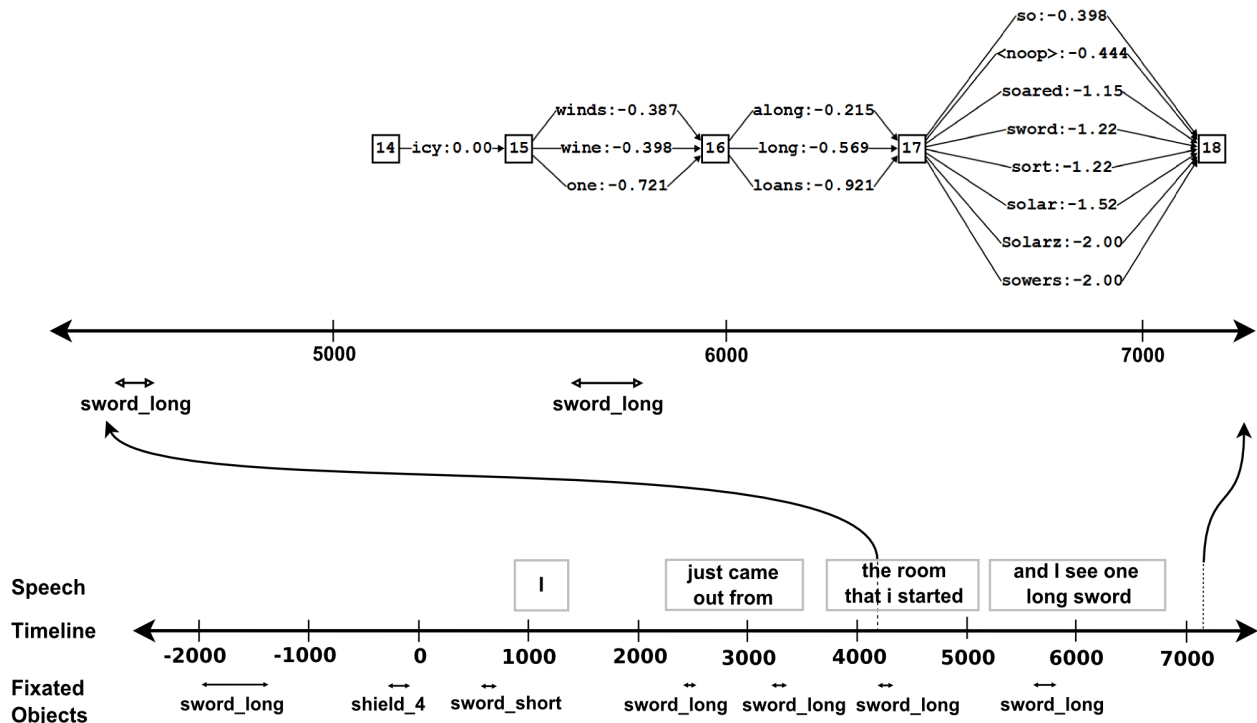 so:-0.398
<noop>:-0.444
soared:-1.15
winds:-0.387
along:-0.215
sword:-1.22
14
icy:0.00
15
wine:-0.398
16
long:-0.569
17
18
sort:-1.22
one:-0.721
loans:-0.921
solar:-1.52
Solarz:-2.00
sowers:-2.00
5000
6000
7000
sword_long
sword_long
Speech
I
just came
out from
the room
that i started
and I see one
long sword
Timeline
-2000
-1000
0
1000
2000
3000
4000
5000
6000
7000
Fixated
Objects
sword_long
shield_4
sword_short
sword_long
sword_long
sword_long
sword_long